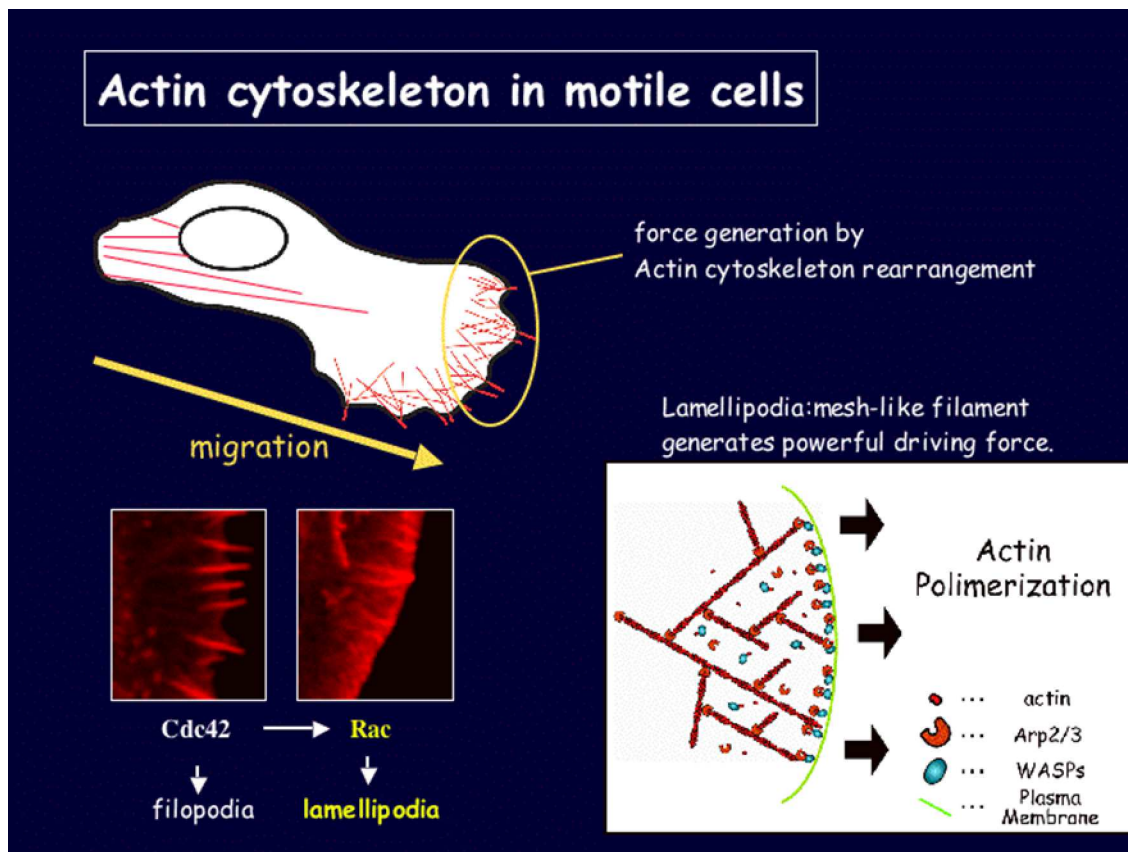 Actin cytoskeleton in motile cells
force generation by
Actin cytoskeleton rearrangement
migration
Lamellipodia:mesh-like filament
generates powerful driving force.
Actin
Polimerization
... actin
... Arp2/3
... WASPs
... Plasma
Membrane
Cdc42 → Rac
filopodia lamellipodia